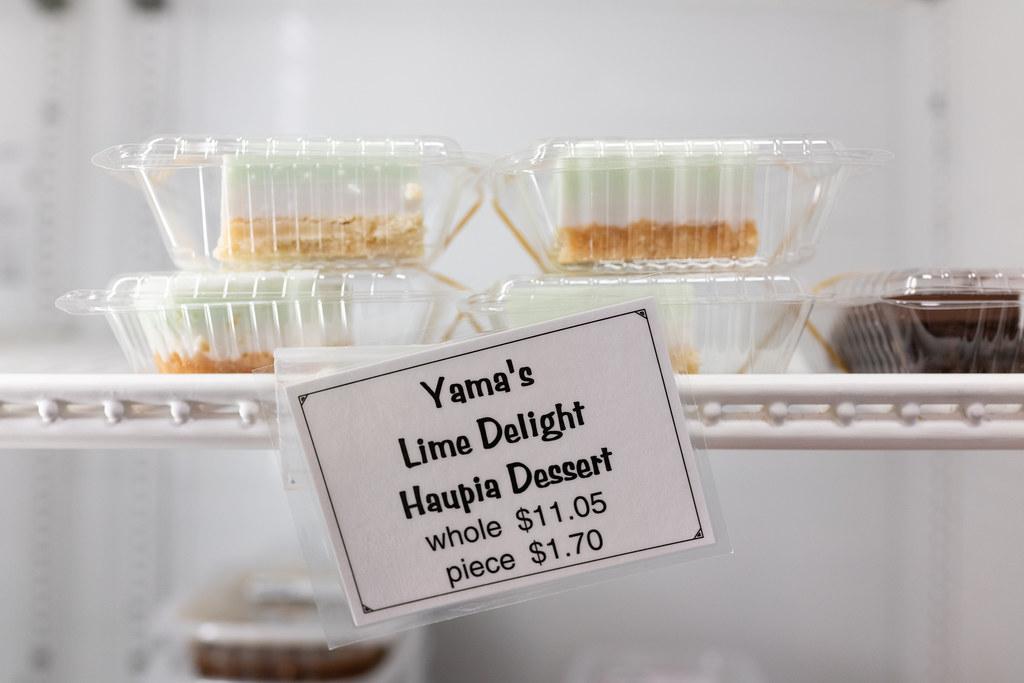 Yama's
Lime Delight
Haupia Dessert
whole $11.05
piece $1.70